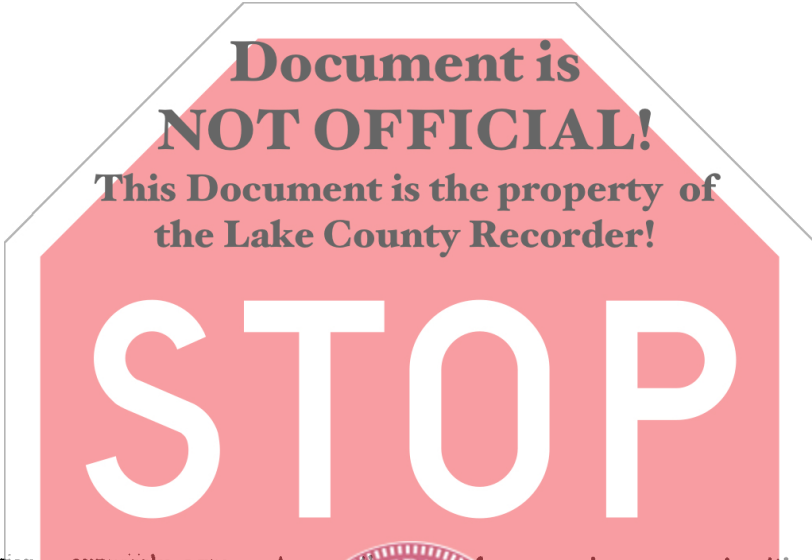 Document is
NOT OFFICIAL!
This Document is the property of
the Lake County Recorder!
STOP